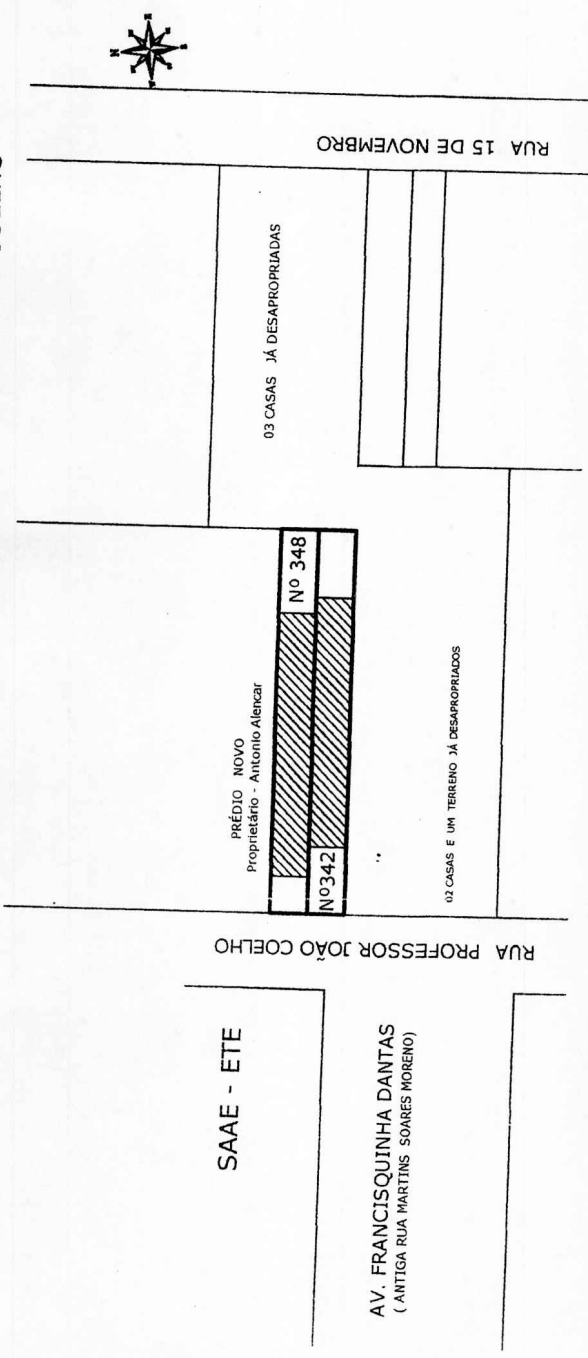 RUA 15 DE NOVEMBRO
03 CASAS JÁ DESAPROPRIADAS
PRÉDIO NOVO
Proprietário - Antonio Alencar
Nº 348
Nº342
02 CASAS E UM TERRENO JÁ DESAPROPRIADOS
RUA PROFESSOR JOÃO COELHO
SAAE - ETE
AV. FRANCISQUINHA DANTAS
( ANTIGA RUA MARTINS SOARES MORENO)
N